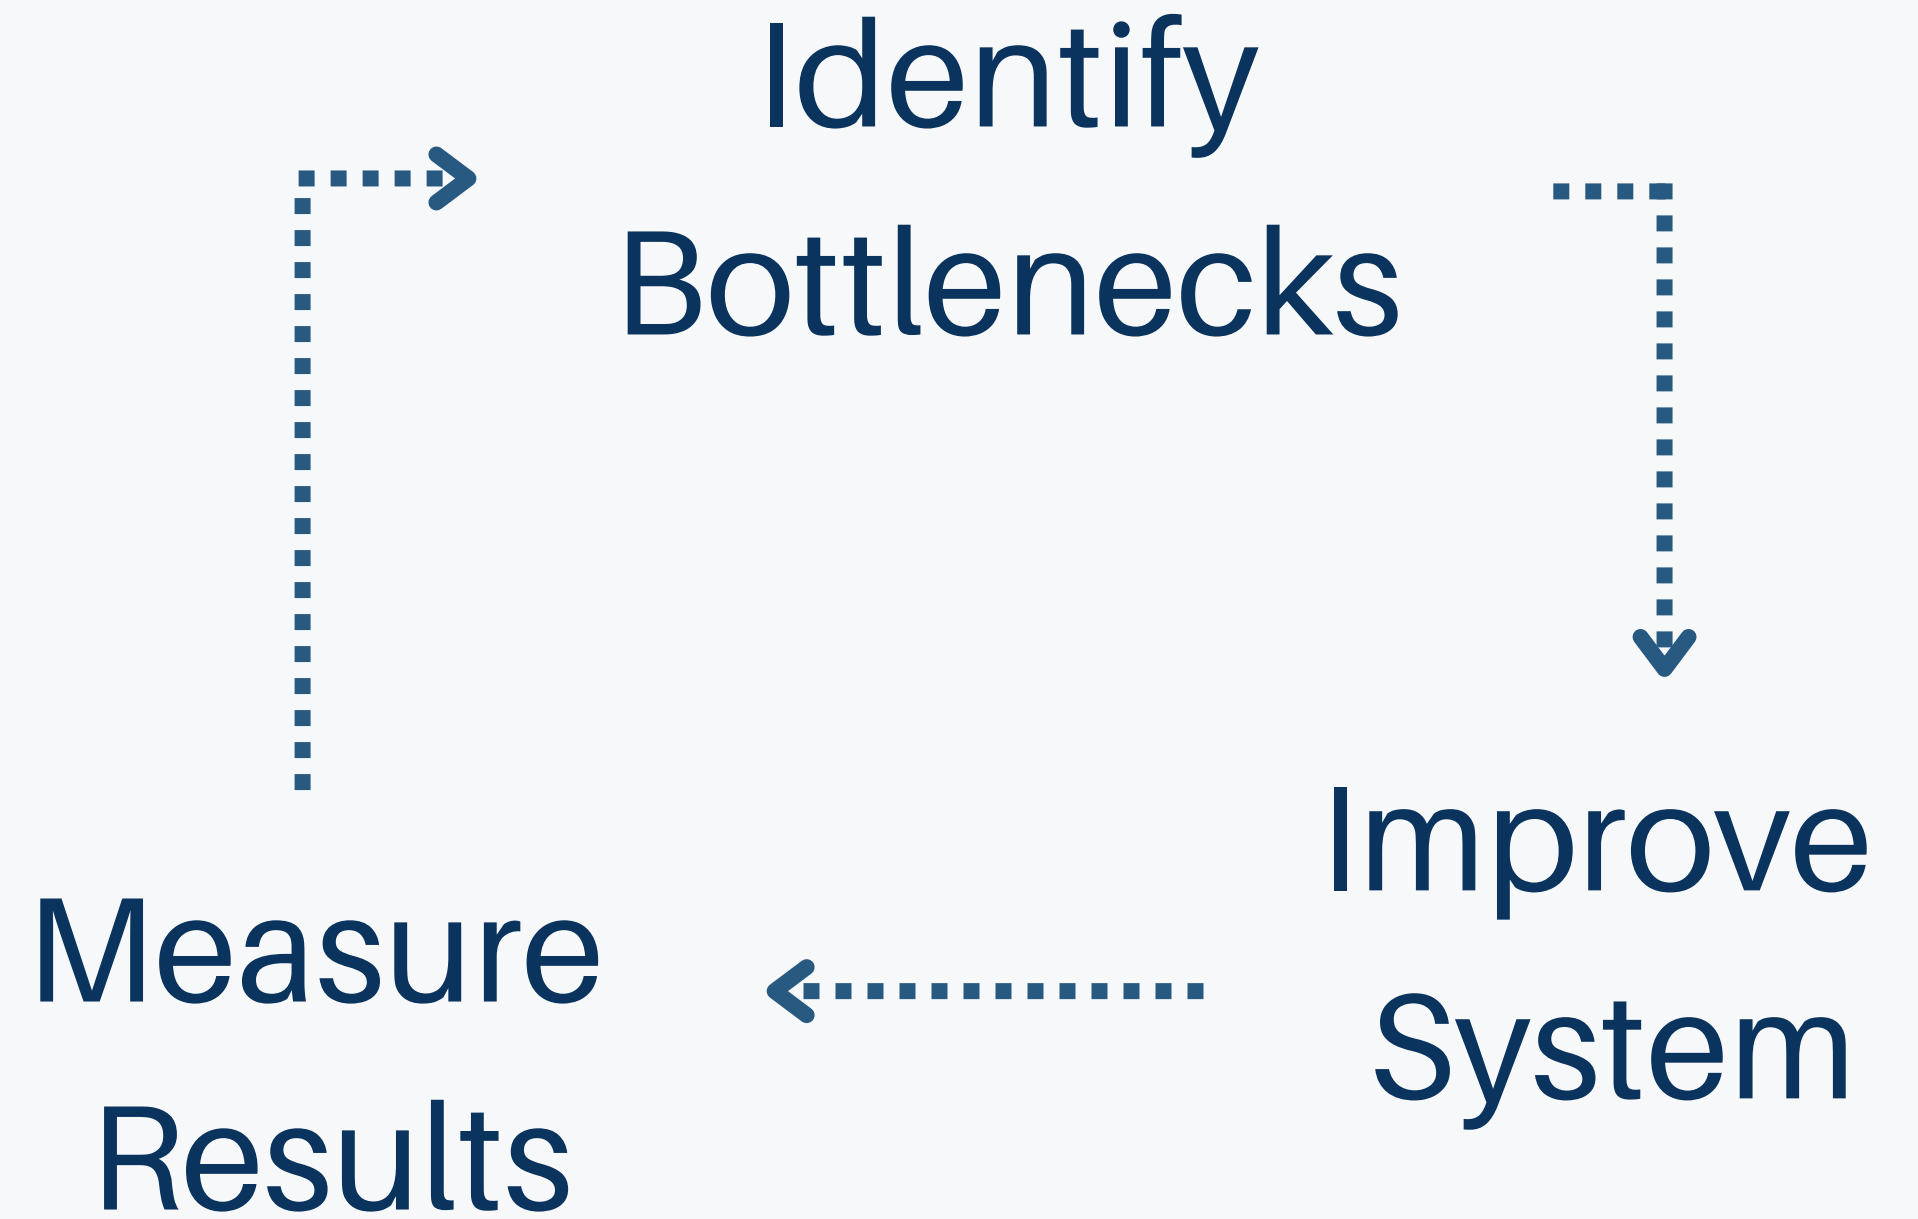 Identify
Bottlenecks
Improve
System
Measure
Results